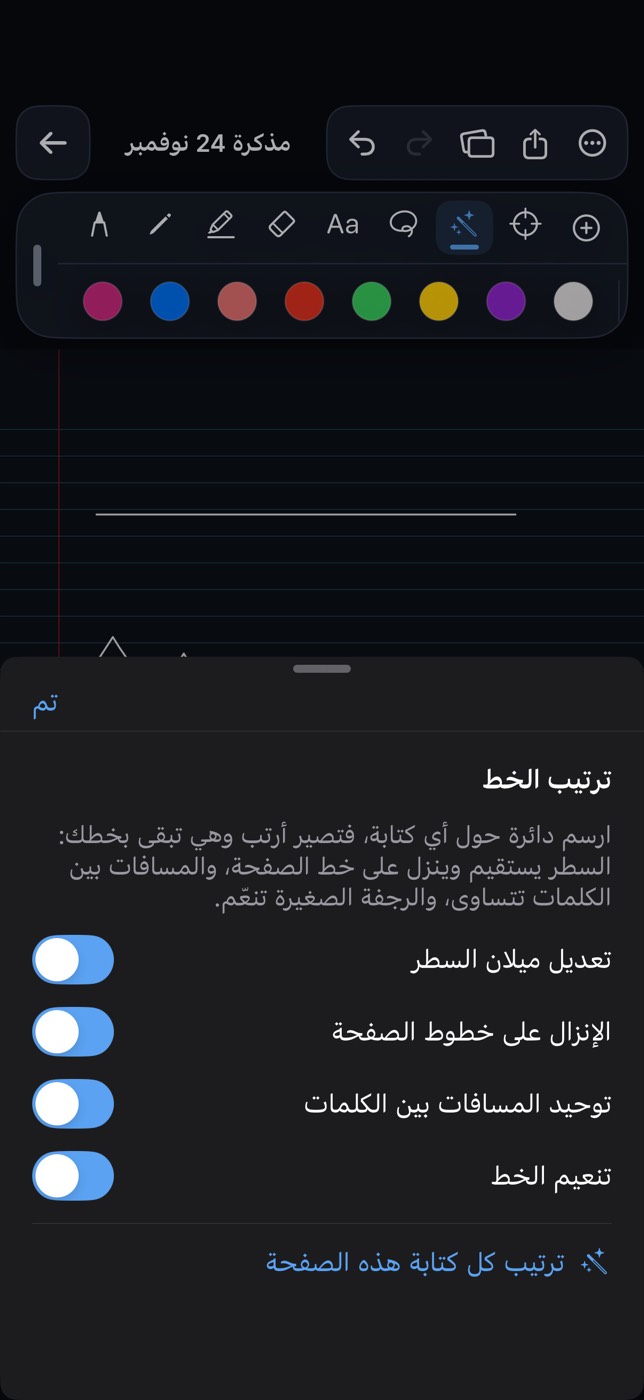 مذكرة 24 نوفمبر
Aa
تم
ترتيب الخط
ارسم دائرة حول أي كتابة، فتصير أرتب وهي تبقى بخطك:
السطر يستقيم وينزل على خط الصفحة، والمسافات بين
الكلمات تتساوى، والرجفة الصغيرة تنعّم.
تعديل ميلان السطر
الإنزال على خطوط الصفحة
توحيد المسافات بين الكلمات
تنعيم الخط
ترتيب كل كتابة هذه الصفحة